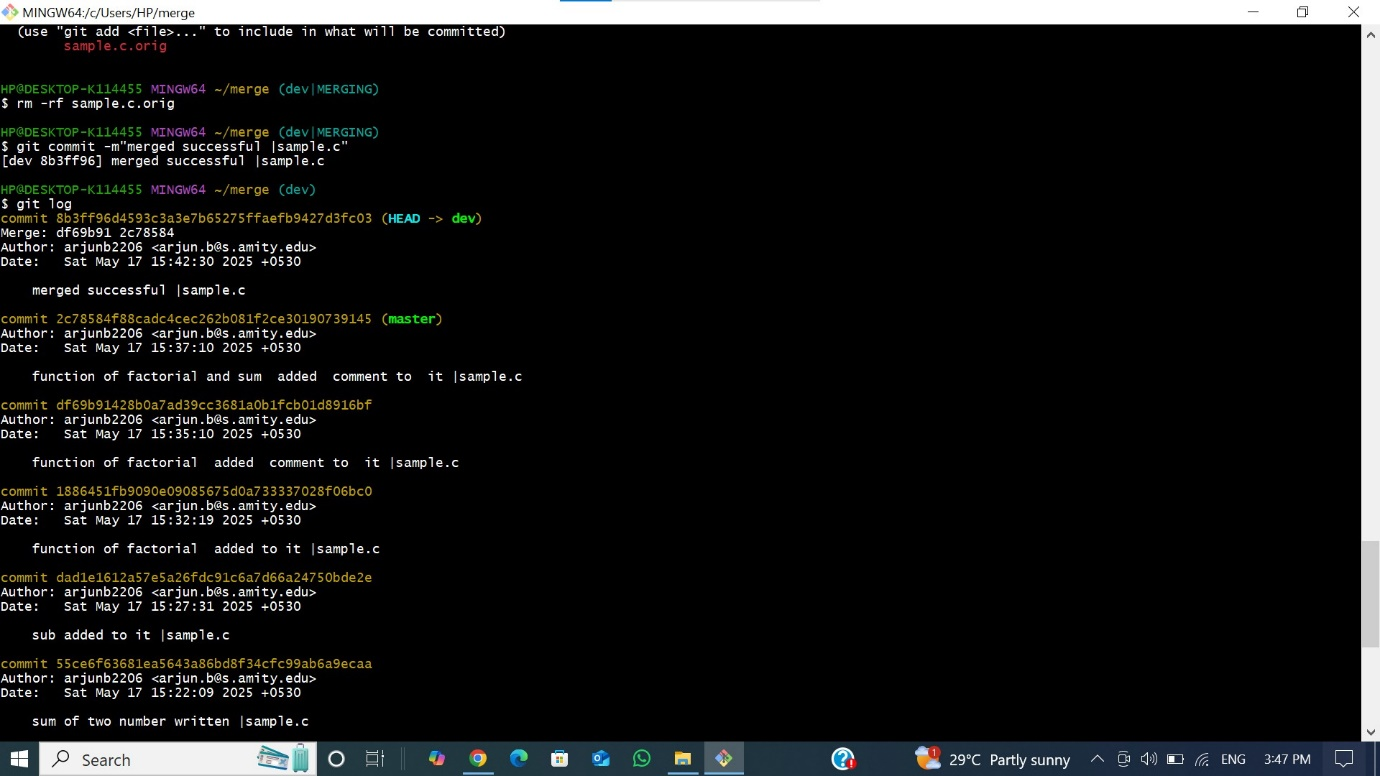 MINGW64:/c/Users/HP/merge
(use "git add <file>..." to include in what will be committed)
sample.c.orig
HP@DESKTOP-K114455 MINGW64 ~/merge (dev|MERGING)
$ rm -rf sample.c.orig
HP@DESKTOP-K114455 MINGW64 ~/merge (dev|MERGING)
$ git commit -m"merged successful |sample.c"
[dev 8b3ff96] merged successful |sample.c
HP@DESKTOP-K114455 MINGW64 ~/merge (dev)
$ git log
commit 8b3ff96d4593c3a3e7b65275ffaefb9427d3fc03 (HEAD -> dev)
Merge: df69b91 2c78584
Author: arjunb2206 <arjun.b@s.amity.edu>
Date:   Sat May 17 15:42:30 2025 +0530
merged successful |sample.c
commit 2c78584f88cadc4cec262b081f2ce30190739145 (master)
Author: arjunb2206 <arjun.b@s.amity.edu>
Date:   Sat May 17 15:37:10 2025 +0530
function of factorial and sum  added  comment to  it |sample.c
commit df69b91428b0a7ad39cc3681a0b1fcb01d8916bf
Author: arjunb2206 <arjun.b@s.amity.edu>
Date:   Sat May 17 15:35:10 2025 +0530
function of factorial  added  comment to  it |sample.c
commit 1886451fb9090e09085675d0a733337028f06bc0
Author: arjunb2206 <arjun.b@s.amity.edu>
Date:   Sat May 17 15:32:19 2025 +0530
function of factorial  added to it |sample.c
commit dad1e1612a57e5a26fdc91c6a7d66a24750bde2e
Author: arjunb2206 <arjun.b@s.amity.edu>
Date:   Sat May 17 15:27:31 2025 +0530
sub added to it |sample.c
commit 55ce6f63681ea5643a86bd8f34cfc99ab6a9ecaa
Author: arjunb2206 <arjun.b@s.amity.edu>
Date:   Sat May 17 15:22:09 2025 +0530
sum of two number written |sample.c
Search
1
29°C Partly sunny
ENG
3:47 PM